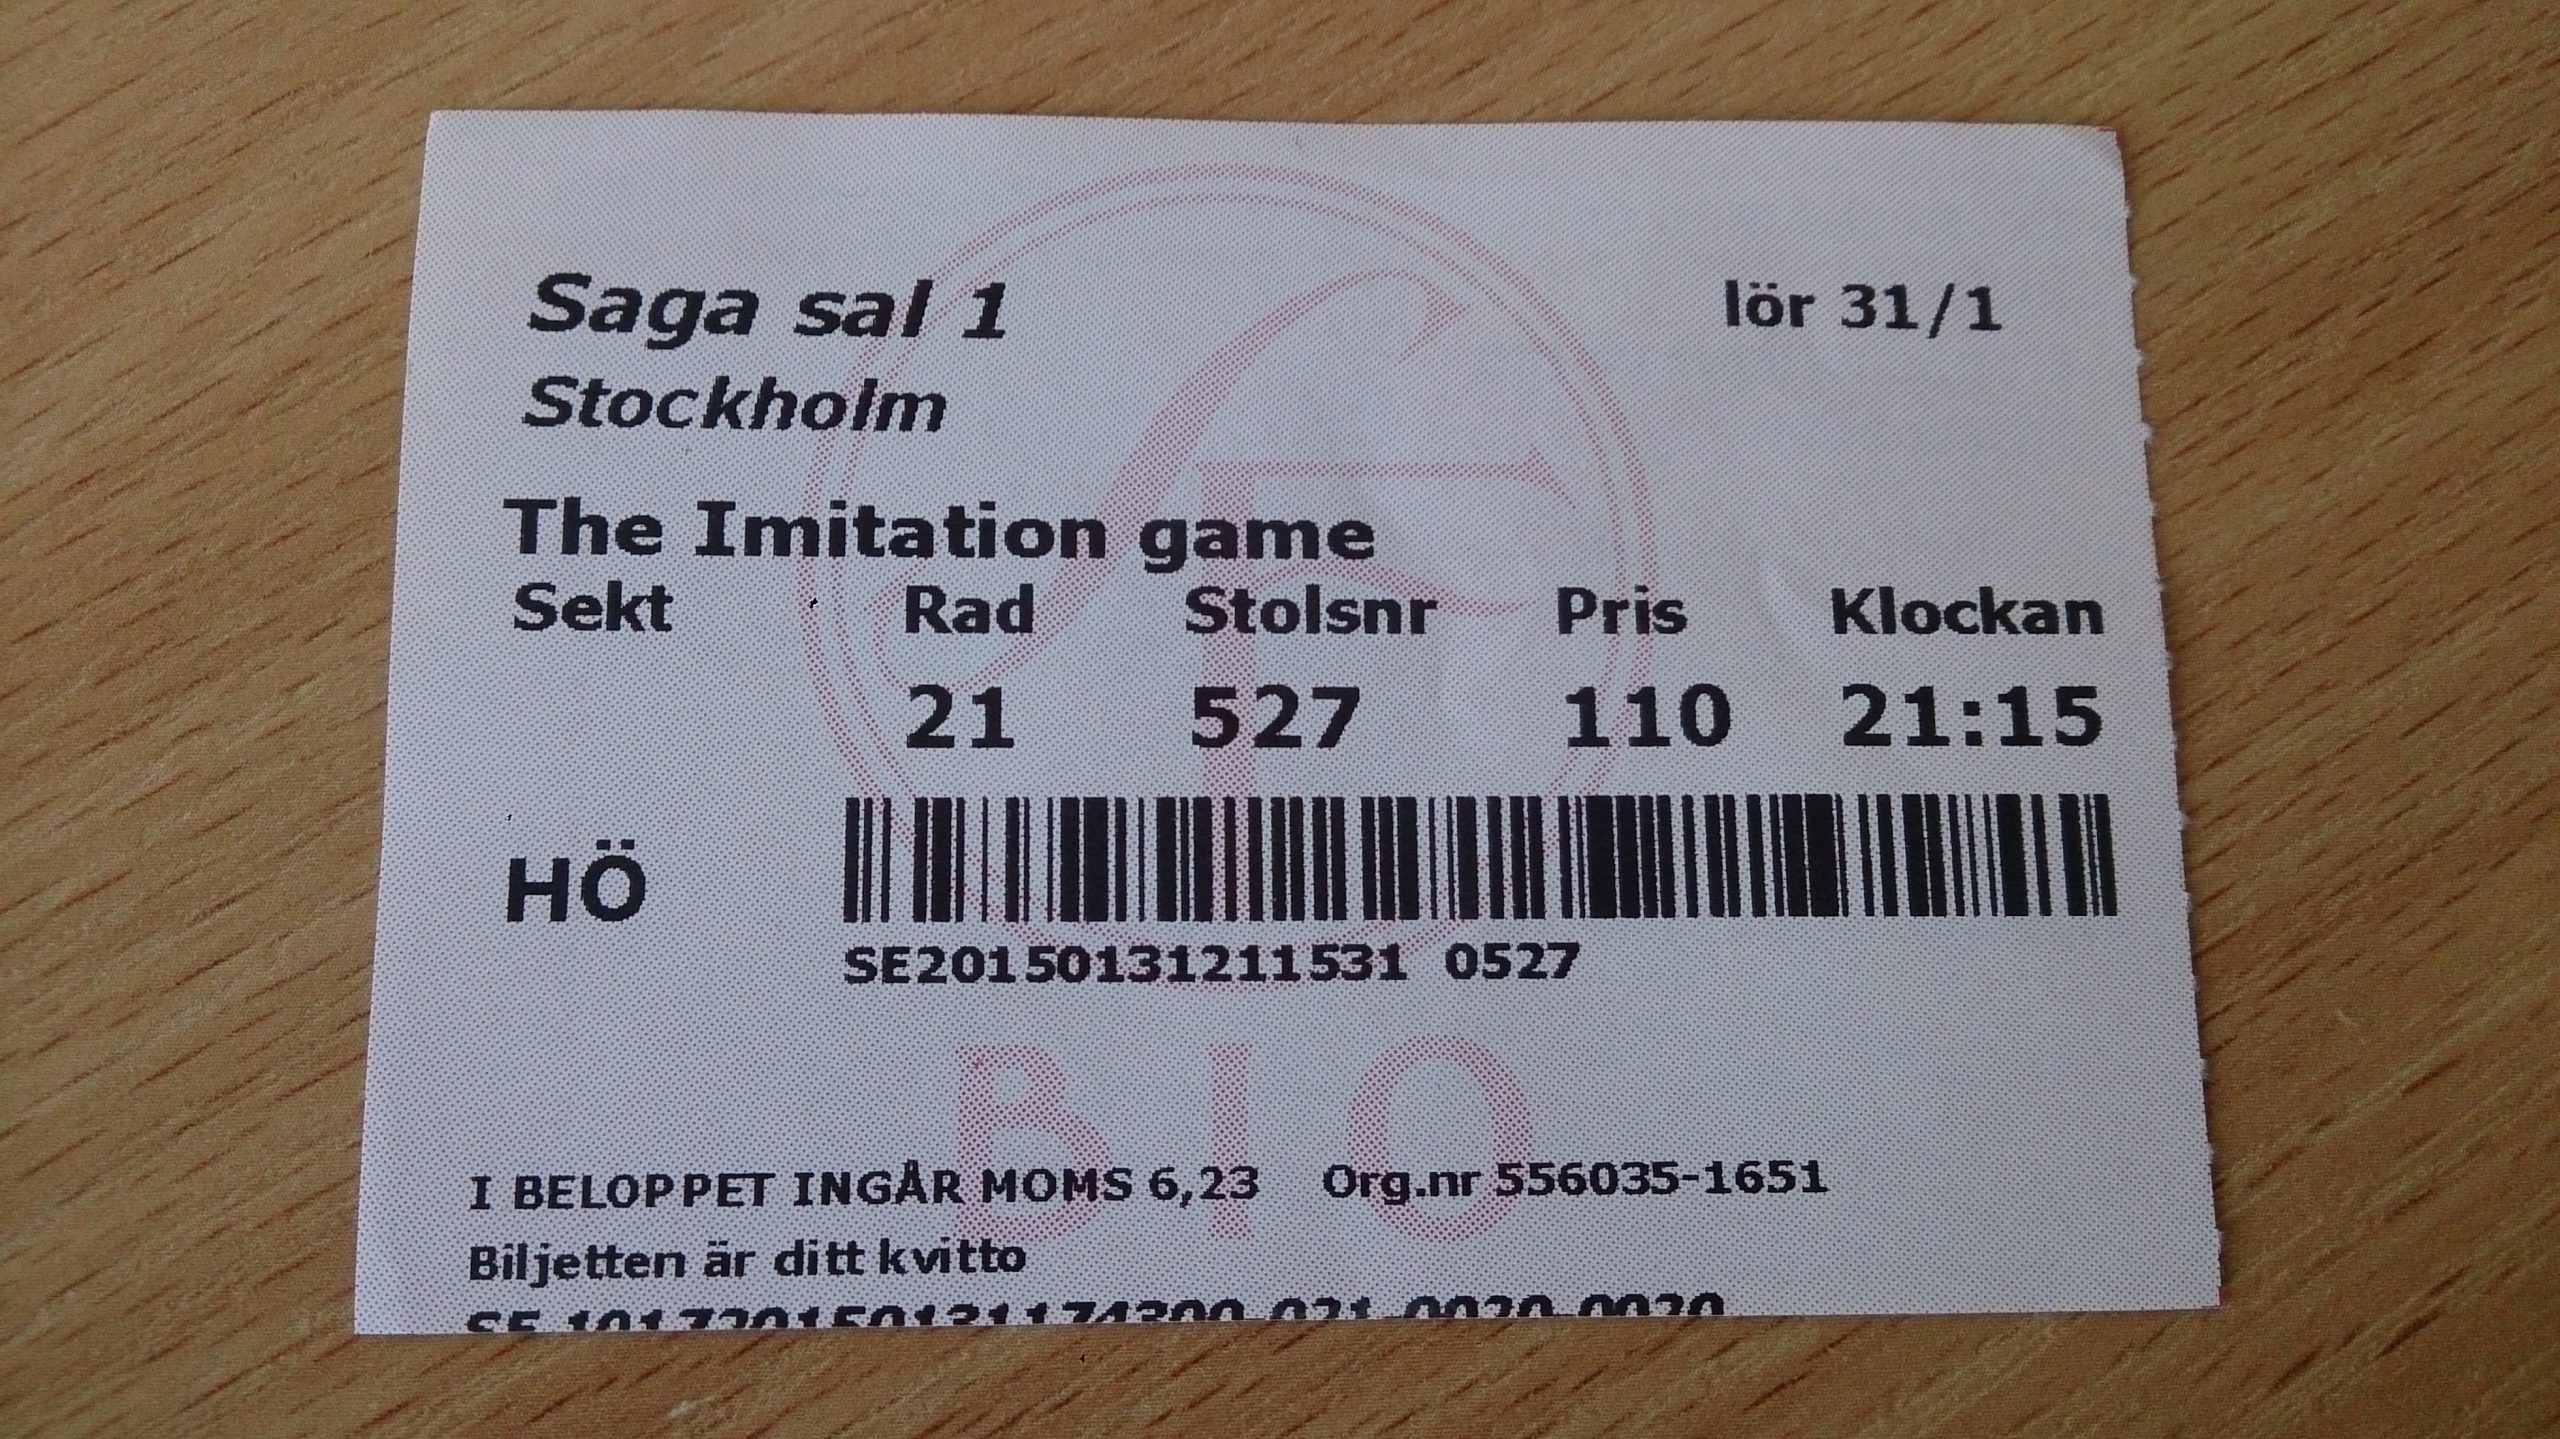 Saga sal 1 lör 31/1
Stockholm
The Imitation game
Sekt Rad Stolsnr Pris Klockan
21 527 110 21:15
HÖ
SE20150131211531 0527
BIO
I BELOPPET INGÅR MOMS 6,23 Org.nr 556035-1651
Biljetten är ditt kvitto